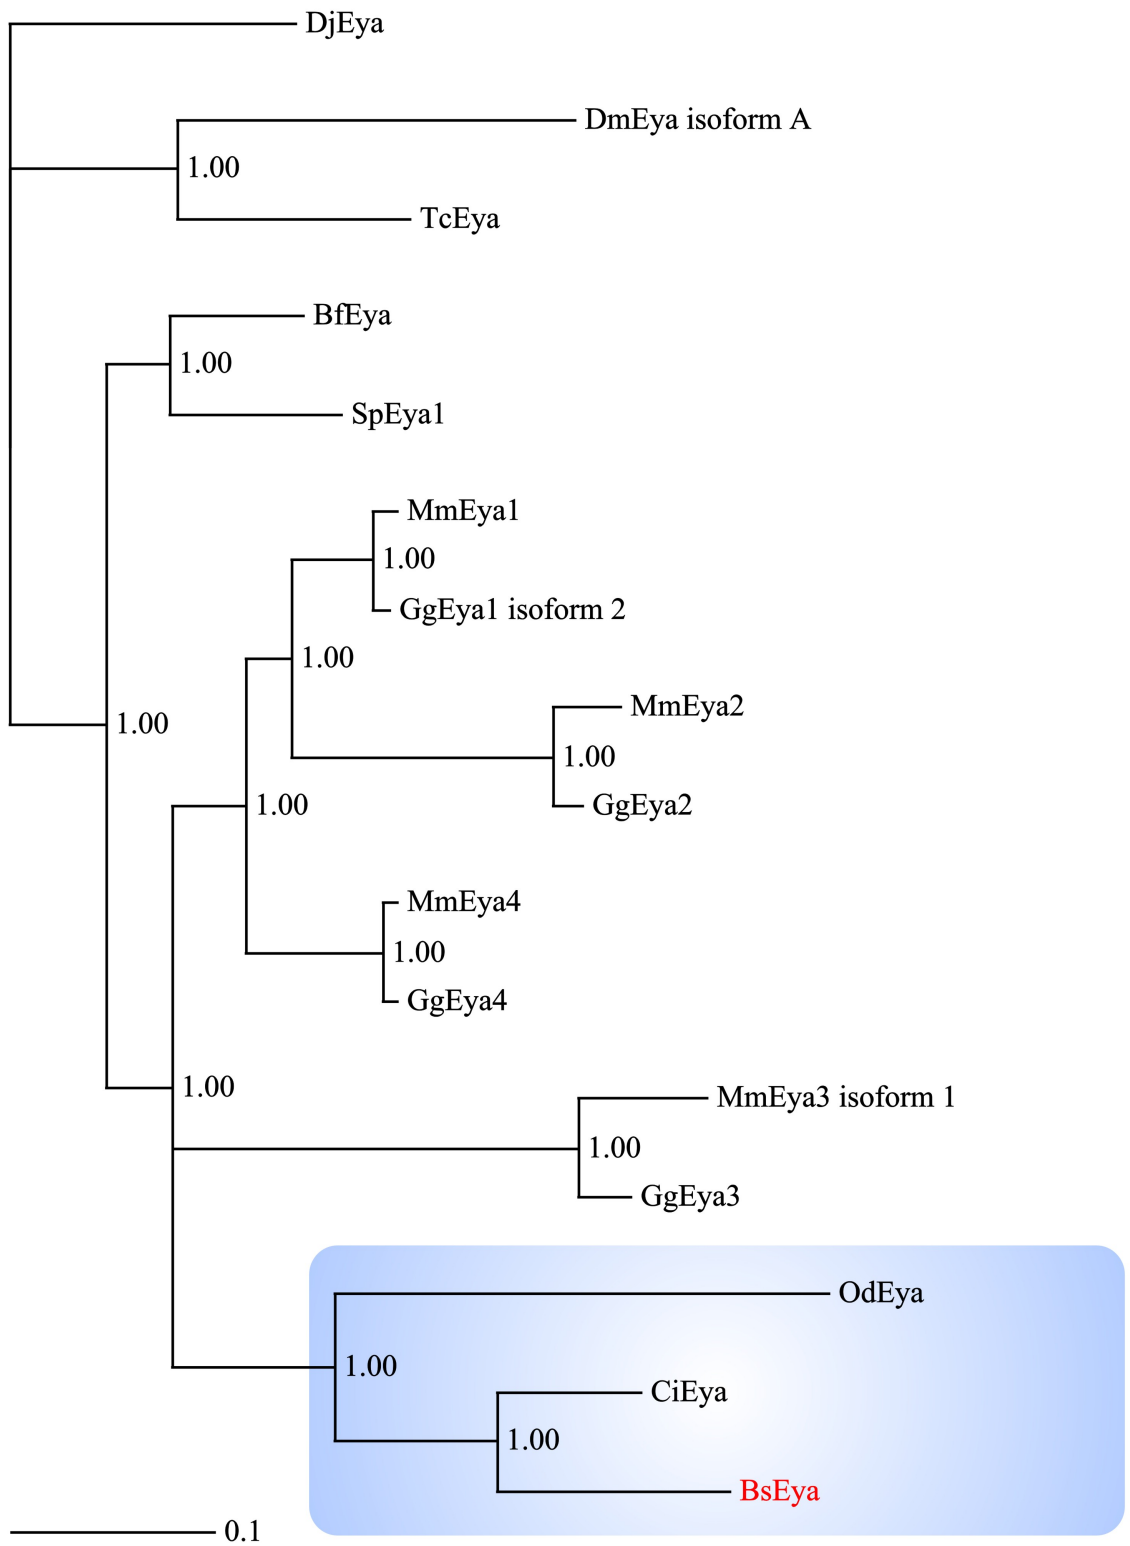 DjEya
DmEya isoform A
1.00
TcEya
BfEya
1.00
SpEya1
MmEya1
1.00
GgEya1 isoform 2
1.00
MmEya2
1.00
1.00
GgEya2
1.00
MmEya4
1.00
GgEya4
1.00
MmEya3 isoform 1
1.00
GgEya3
OdEya
1.00
CiEya
1.00
BsEya
0.1